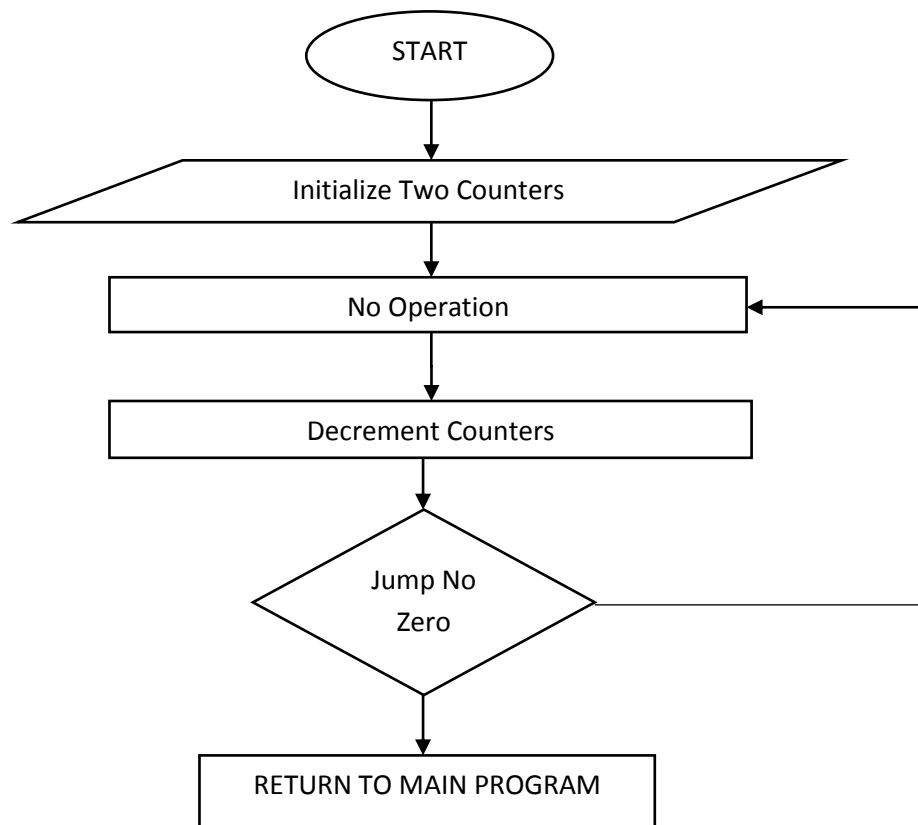 START
Initialize Two Counters
No Operation
Decrement Counters
Jump No
Zero
RETURN TO MAIN PROGRAM